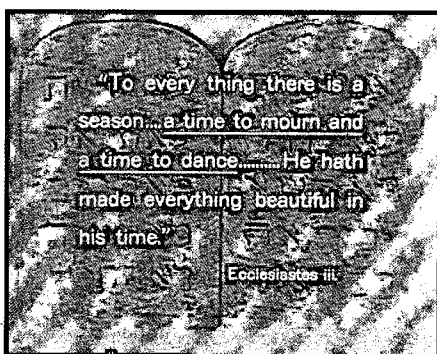 “To every thing there is a
season....a time to mourn and
a time to dance.......... He hath
made everything beautiful in
his time.”
Ecclesiastes iii.